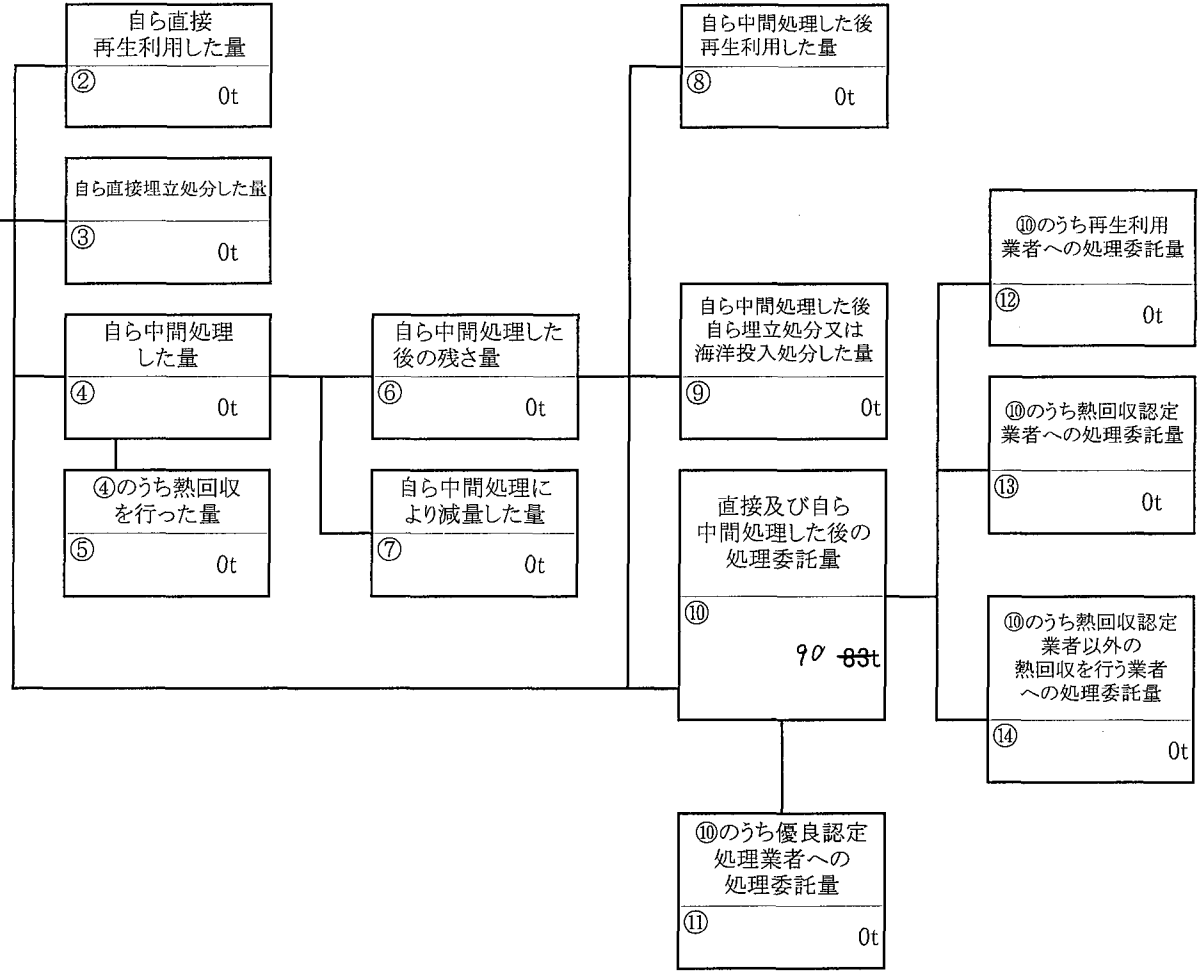 自ら直接
再生利用した量
②
0t
自ら直接埋立処分した量
③
0t
自ら中間処理
した量
④
0t
④のうち熱回収
を行った量
⑤
0t
自ら中間処理した
後の残さ量
⑥
0t
自ら中間処理に
より減量した量
⑦
0t
自ら中間処理した後
再生利用した量
⑧
0t
自ら中間処理した後
自ら埋立処分又は
海洋投入処分した量
⑨
0t
直接及び自ら
中間処理した後の
処理委託量
⑩
90 83t
⑩のうち優良認定
処理業者への
処理委託量
⑪
0t
⑩のうち再生利用
業者への処理委託量
⑫
0t
⑩のうち熱回収認定
業者への処理委託量
⑬
0t
⑩のうち熱回収認定
業者以外の
熱回収を行う業者
への処理委託量
⑭
0t